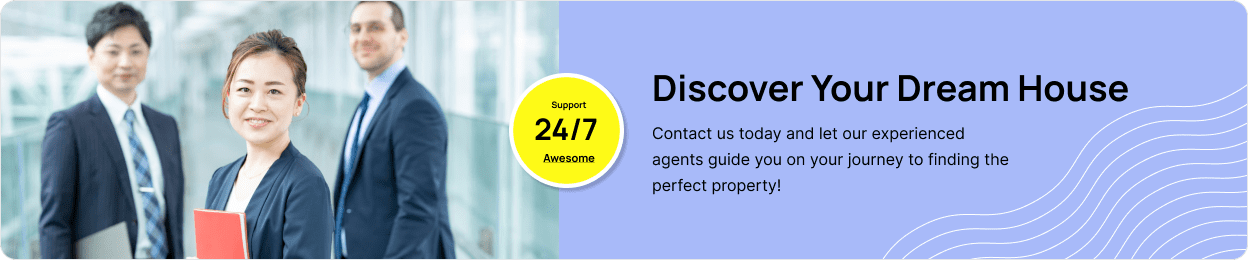 Support
24/7
Awesome
Discover Your Dream House
Contact us today and let our experienced
agents guide you on your journey to finding the
perfect property!